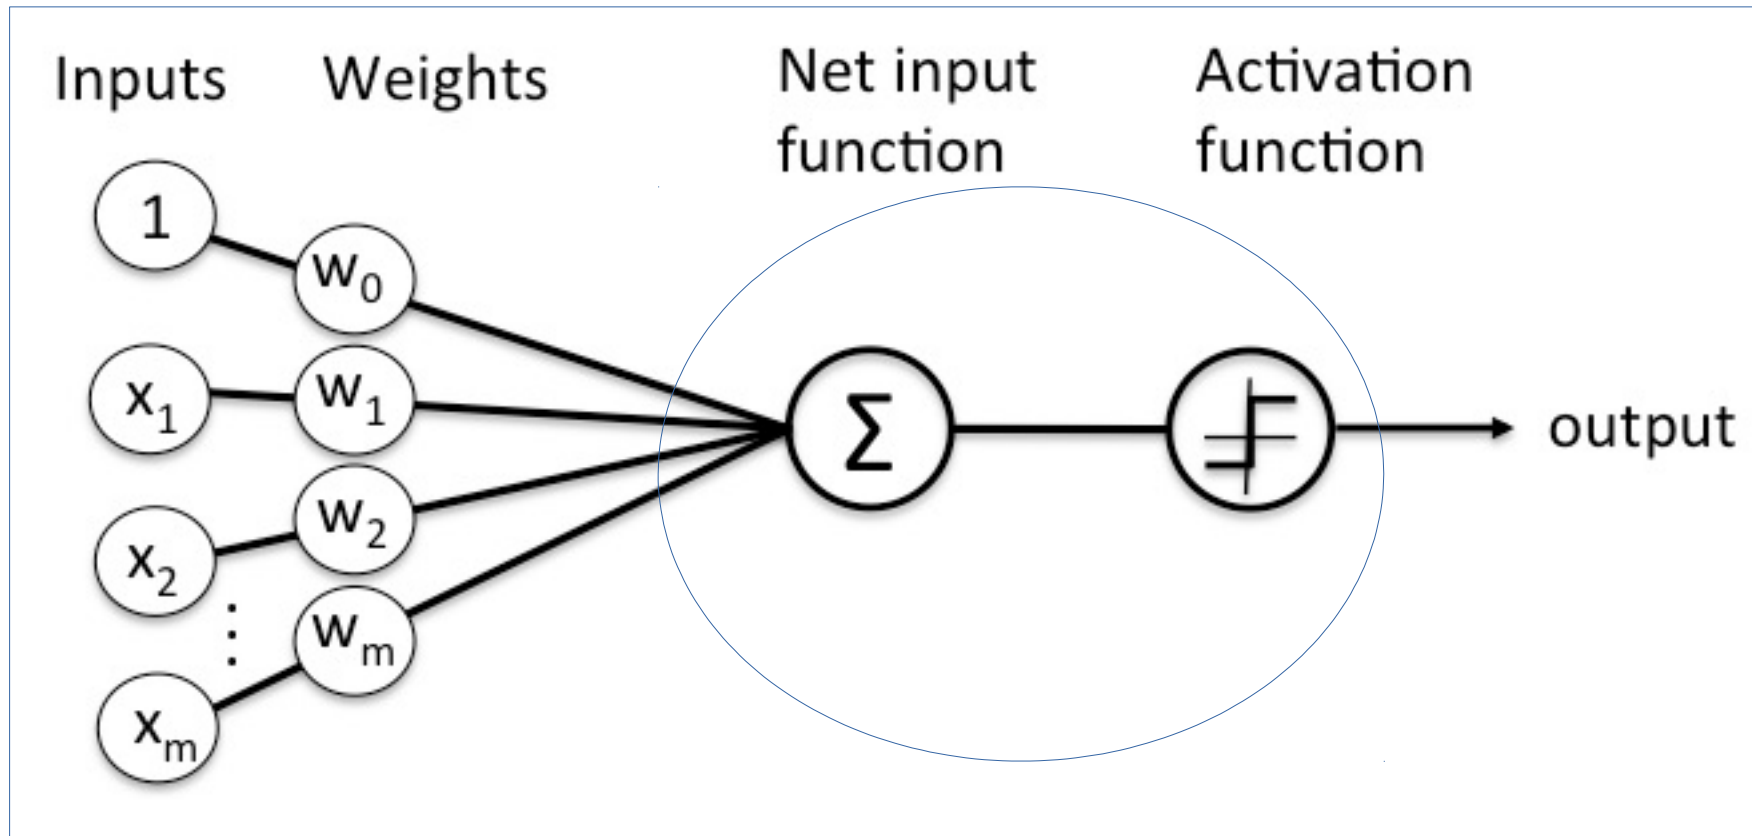 Inputs
Weights
Net input
function
Activation
function
1
w₀
x₁
w₁
x₂
w₂
⋮
xₘ
wₘ
Σ
output